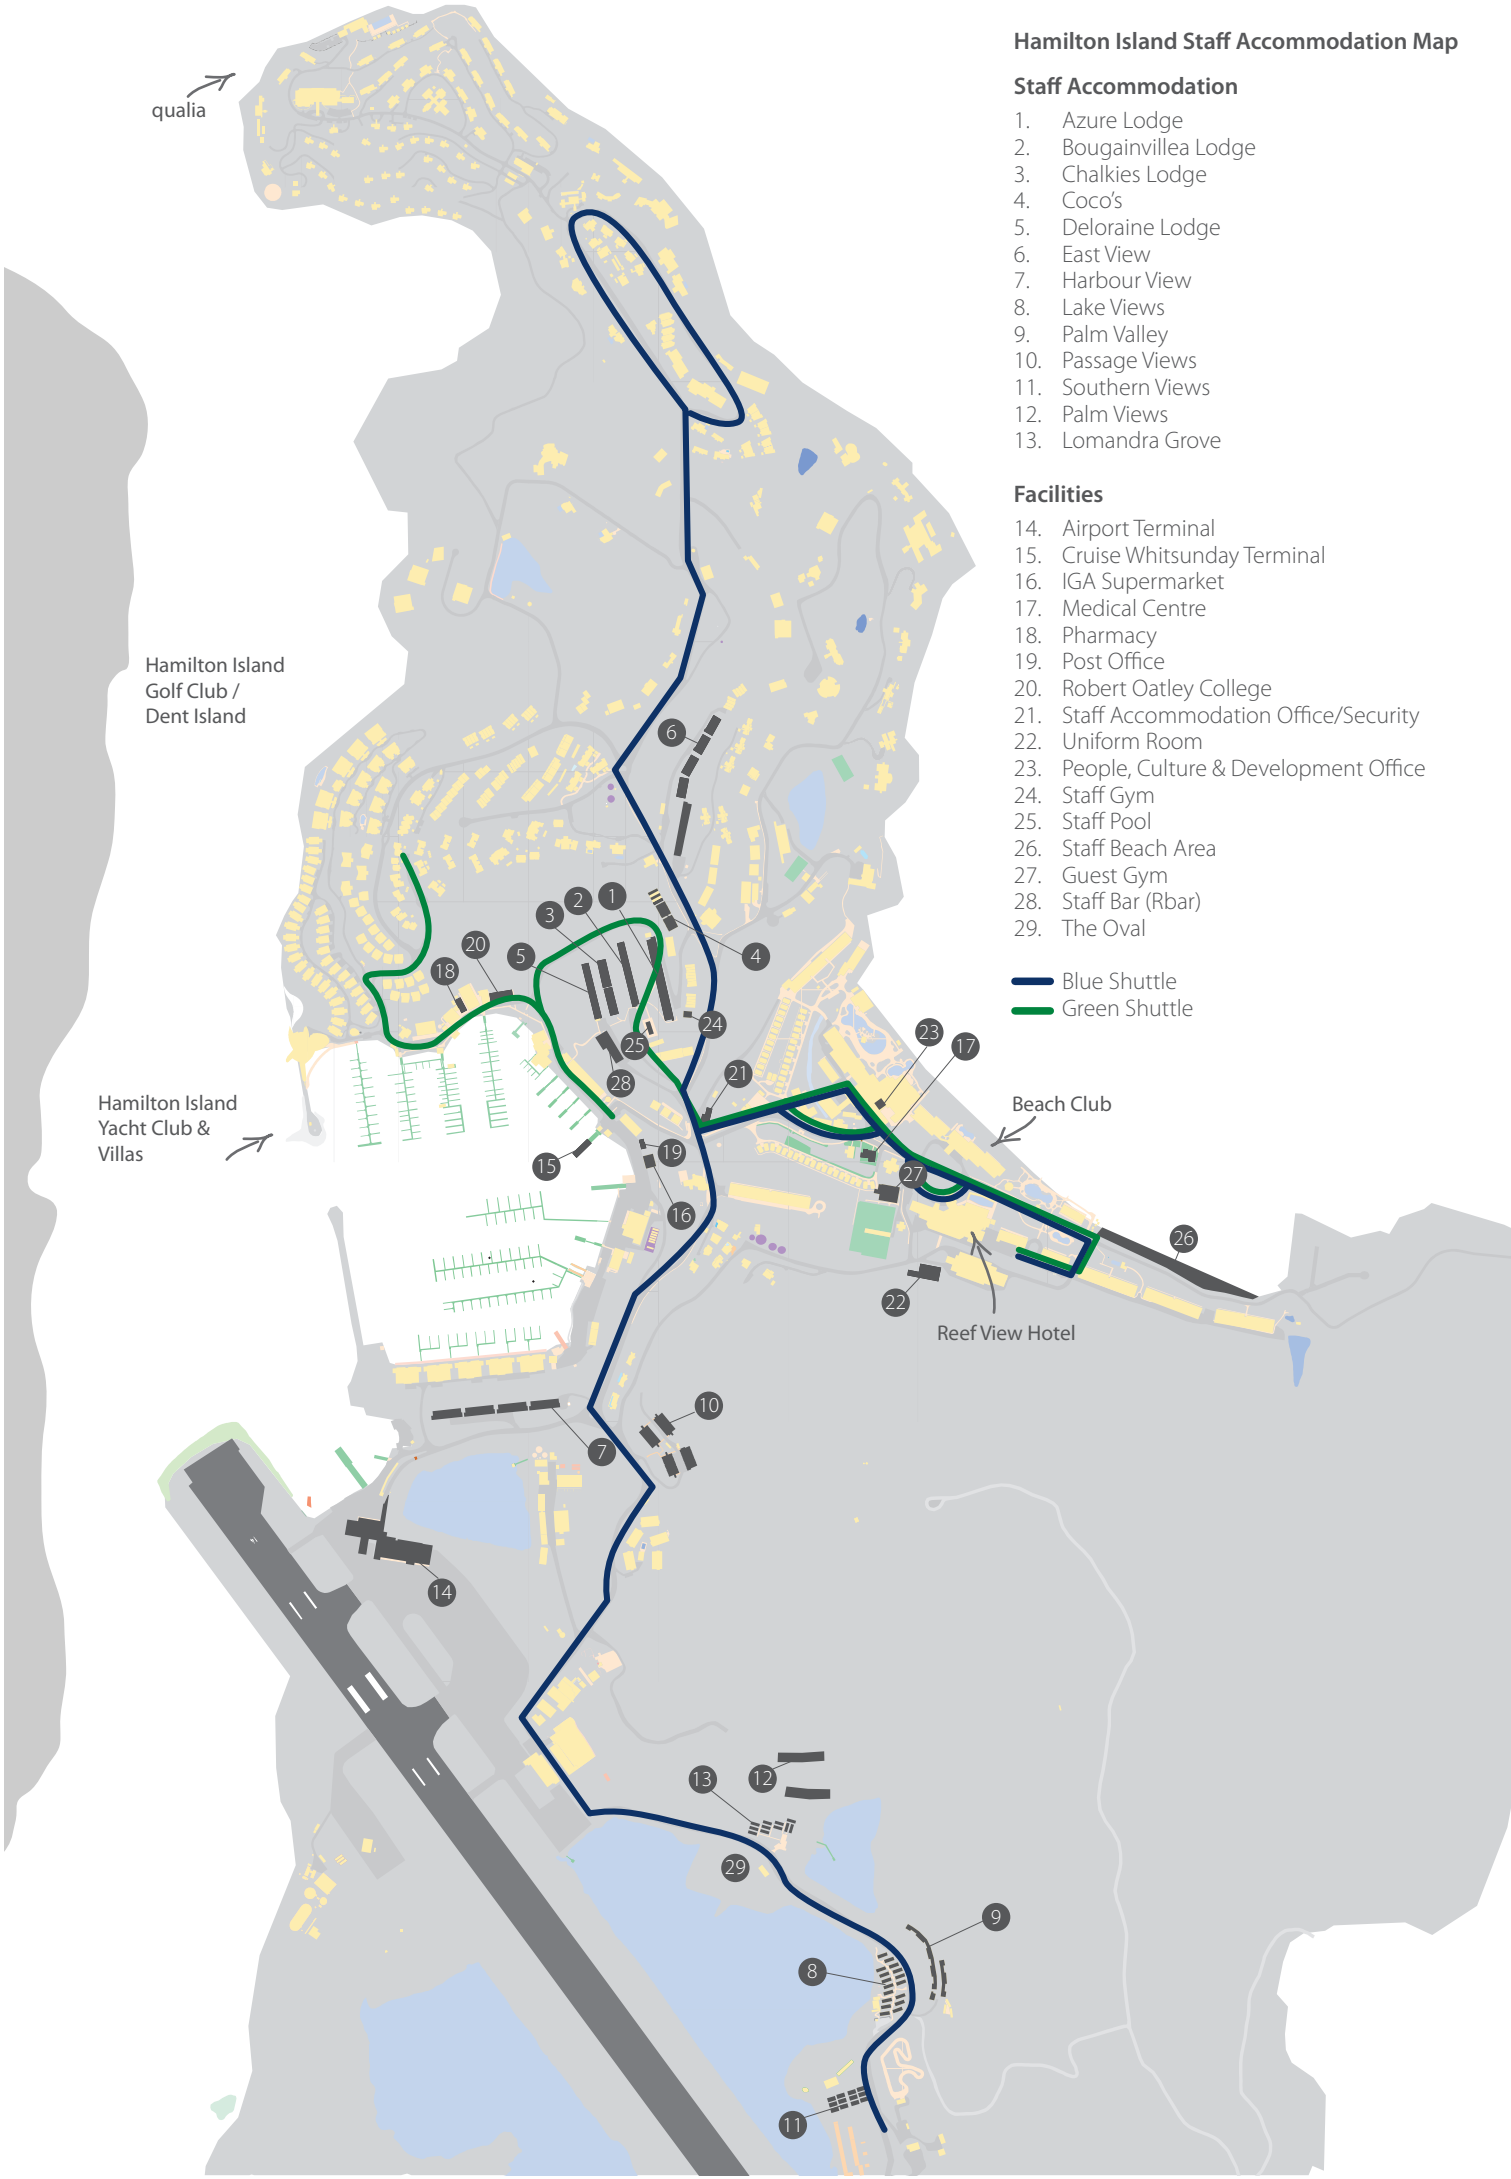 Hamilton Island Staff Accommodation Map
Staff Accommodation
1. Azure Lodge
2. Bougainvillea Lodge
3. Chalkies Lodge
4. Coco's
5. Deloraine Lodge
6. East View
7. Harbour View
8. Lake Views
9. Palm Valley
10. Passage Views
11. Southern Views
12. Palm Views
13. Lomandra Grove
Facilities
14. Airport Terminal
15. Cruise Whitsunday Terminal
16. IGA Supermarket
17. Medical Centre
18. Pharmacy
19. Post Office
20. Robert Oatley College
21. Staff Accommodation Office/Security
22. Uniform Room
23. People, Culture & Development Office
24. Staff Gym
25. Staff Pool
26. Staff Beach Area
27. Guest Gym
28. Staff Bar (Rbar)
29. The Oval
Blue Shuttle
Green Shuttle
qualia
Hamilton Island
Golf Club /
Dent Island
6
1
2
3
20
5
4
18
24
23
25
17
21
28
Hamilton Island
Yacht Club &
Villas
Beach Club
19
15
27
16
26
22
Reef View Hotel
10
7
14
13
12
29
9
8
11